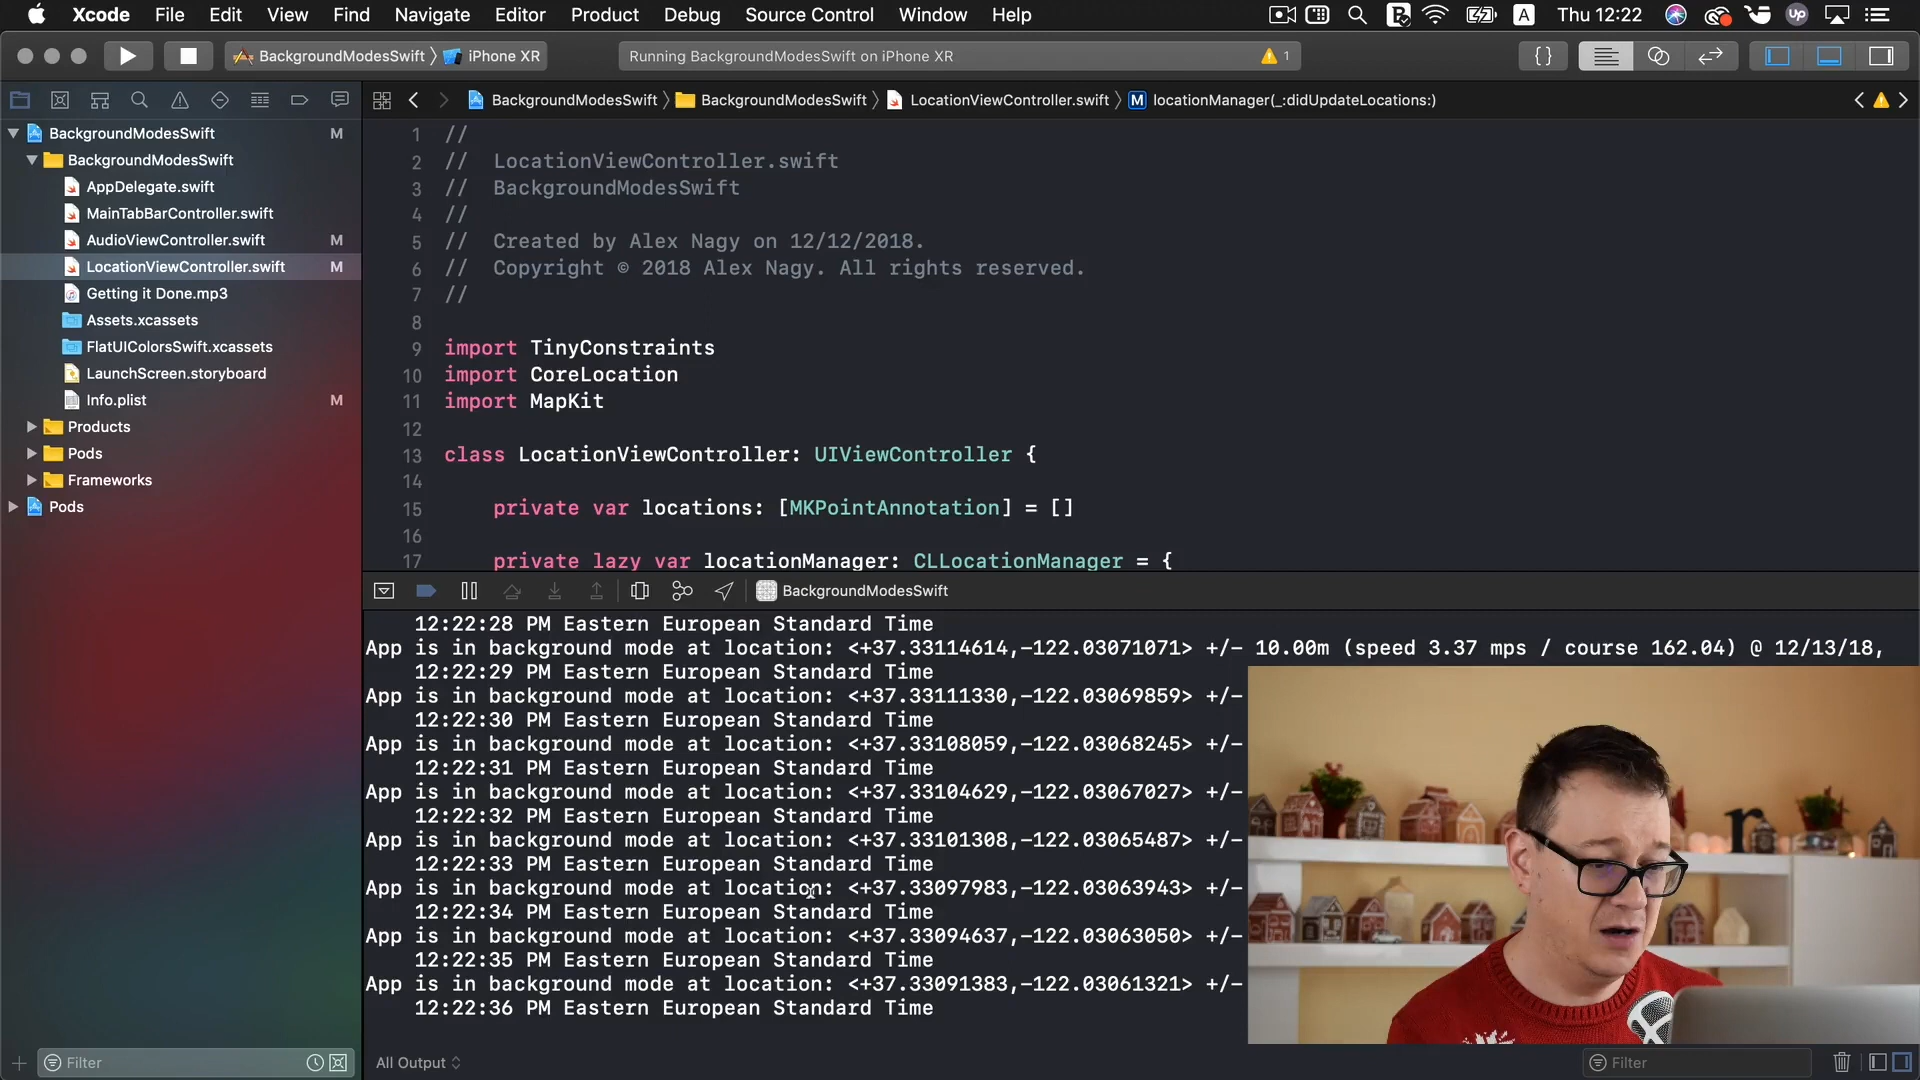 Xcode File Edit View Find Navigate Editor Product Debug Source Control Window Help A up Thu 12:22
BackgroundModesSwift iPhone XR
Running BackgroundModesSwift on iPhone XR 1
{}
BackgroundModesSwift BackgroundModesSwift LocationViewController.swift M locationManager(_:didUpdateLocations:)
BackgroundModesSwift M
BackgroundModesSwift
AppDelegate.swift
MainTabBarController.swift
AudioViewController.swift M
LocationViewController.swift M
Getting it Done.mp3
Assets.xcassets
FlatUIColorsSwift.xcassets
LaunchScreen.storyboard
Info.plist M
Products
Pods
Frameworks
Pods
Filter
1 //
2 // LocationViewController.swift
3 // BackgroundModesSwift
4 //
5 // Created by Alex Nagy on 12/12/2018.
6 // Copyright © 2018 Alex Nagy. All rights reserved.
7 //
8
9 import TinyConstraints
10 import CoreLocation
11 import MapKit
12
13 class LocationViewController: UIViewController {
14
15 private var locations: [MKPointAnnotation] = []
16
17 private lazy var locationManager: CLLocationManager = {
BackgroundModesSwift
12:22:28 PM Eastern European Standard Time
App is in background mode at location: <+37.33114614,-122.03071071> +/- 10.00m (speed 3.37 mps / course 162.04) @ 12/13/18,
12:22:29 PM Eastern European Standard Time
App is in background mode at location: <+37.33111330,-122.03069859> +/-
12:22:30 PM Eastern European Standard Time
App is in background mode at location: <+37.33108059,-122.03068245> +/-
12:22:31 PM Eastern European Standard Time
App is in background mode at location: <+37.33104629,-122.03067027> +/-
12:22:32 PM Eastern European Standard Time
App is in background mode at location: <+37.33101308,-122.03065487> +/-
12:22:33 PM Eastern European Standard Time
App is in background mode at location: <+37.33097983,-122.03063943> +/-
12:22:34 PM Eastern European Standard Time
App is in background mode at location: <+37.33094637,-122.03063050> +/-
12:22:35 PM Eastern European Standard Time
App is in background mode at location: <+37.33091383,-122.03061321> +/-
12:22:36 PM Eastern European Standard Time
All Output
Filter